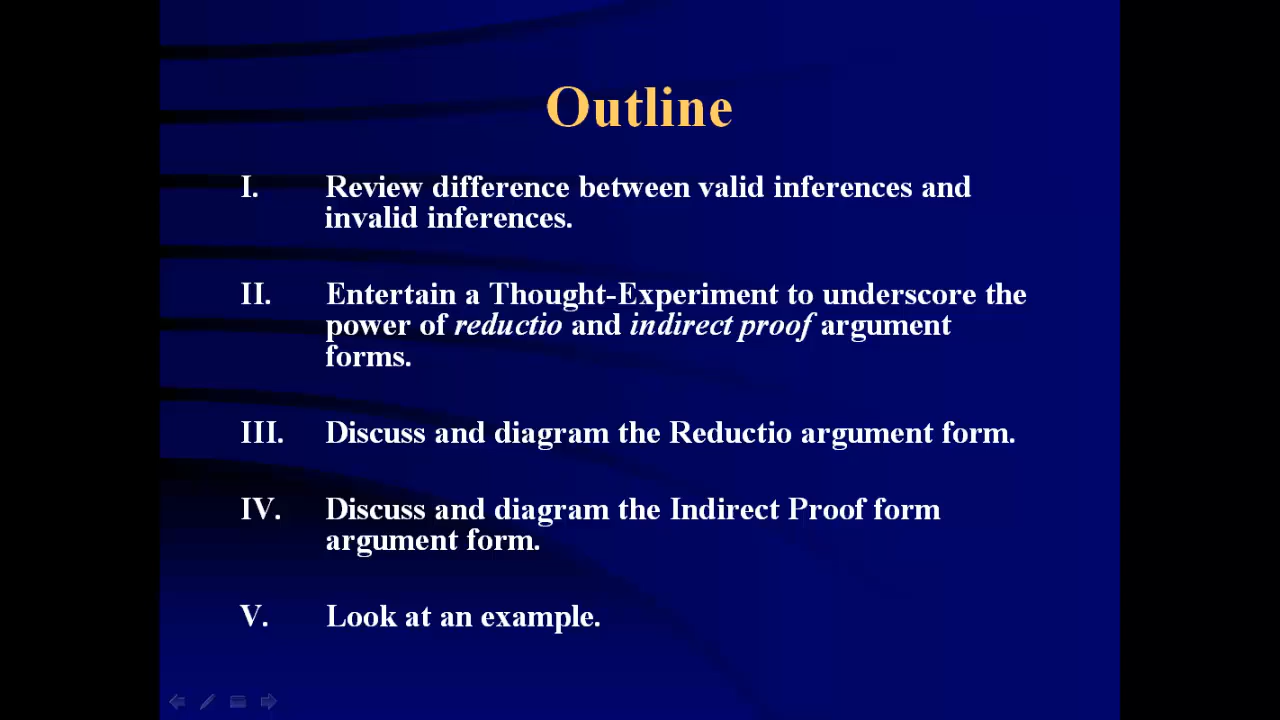 Outline
I. Review difference between valid inferences and
invalid inferences.
II. Entertain a Thought-Experiment to underscore the
power of reductio and indirect proof argument
forms.
III. Discuss and diagram the Reductio argument form.
IV. Discuss and diagram the Indirect Proof form
argument form.
V. Look at an example.